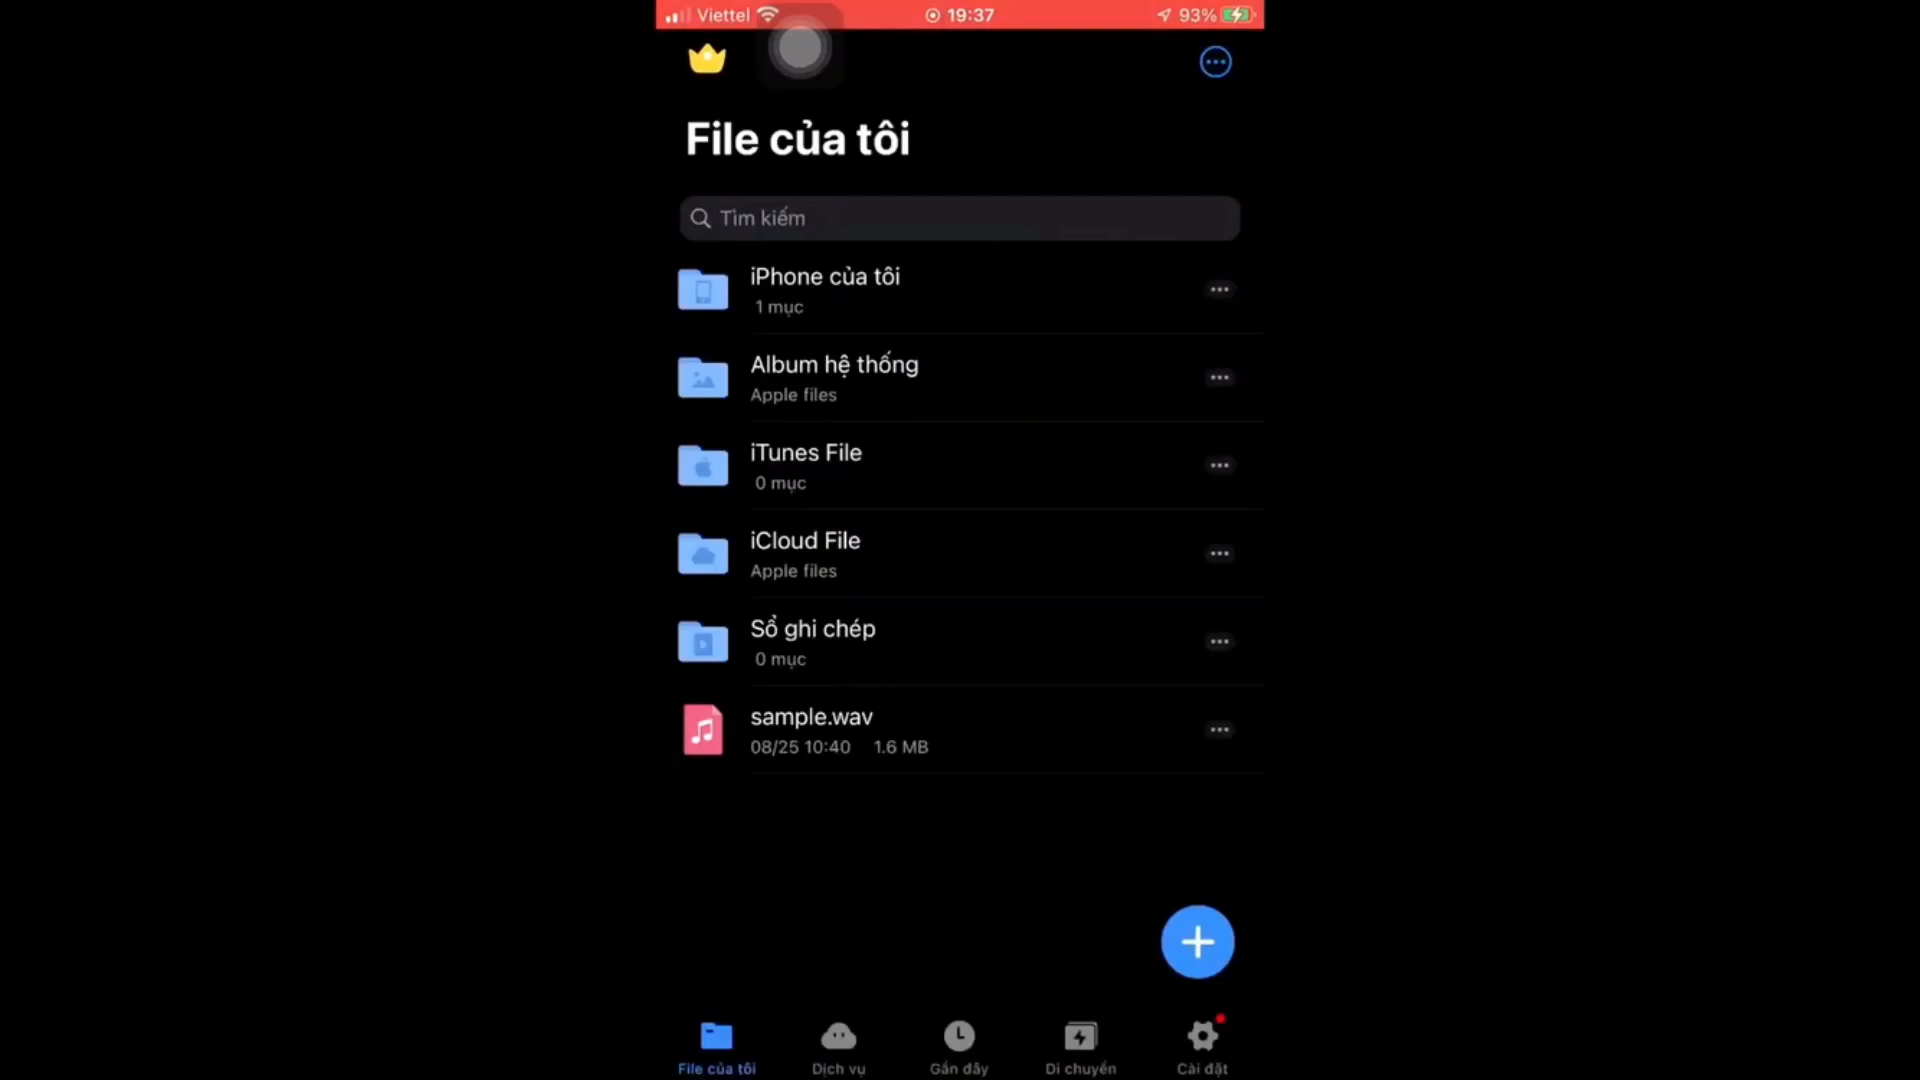 Viettel 19:37 93%
File của tôi
Tìm kiếm
iPhone của tôi
1 mục
Album hệ thống
Apple files
iTunes File
0 mục
iCloud File
Apple files
Sổ ghi chép
0 mục
sample.wav
08/25 10:40 1.6 MB
File của tôi Dịch vụ Gần đây Di chuyển Cài đặt